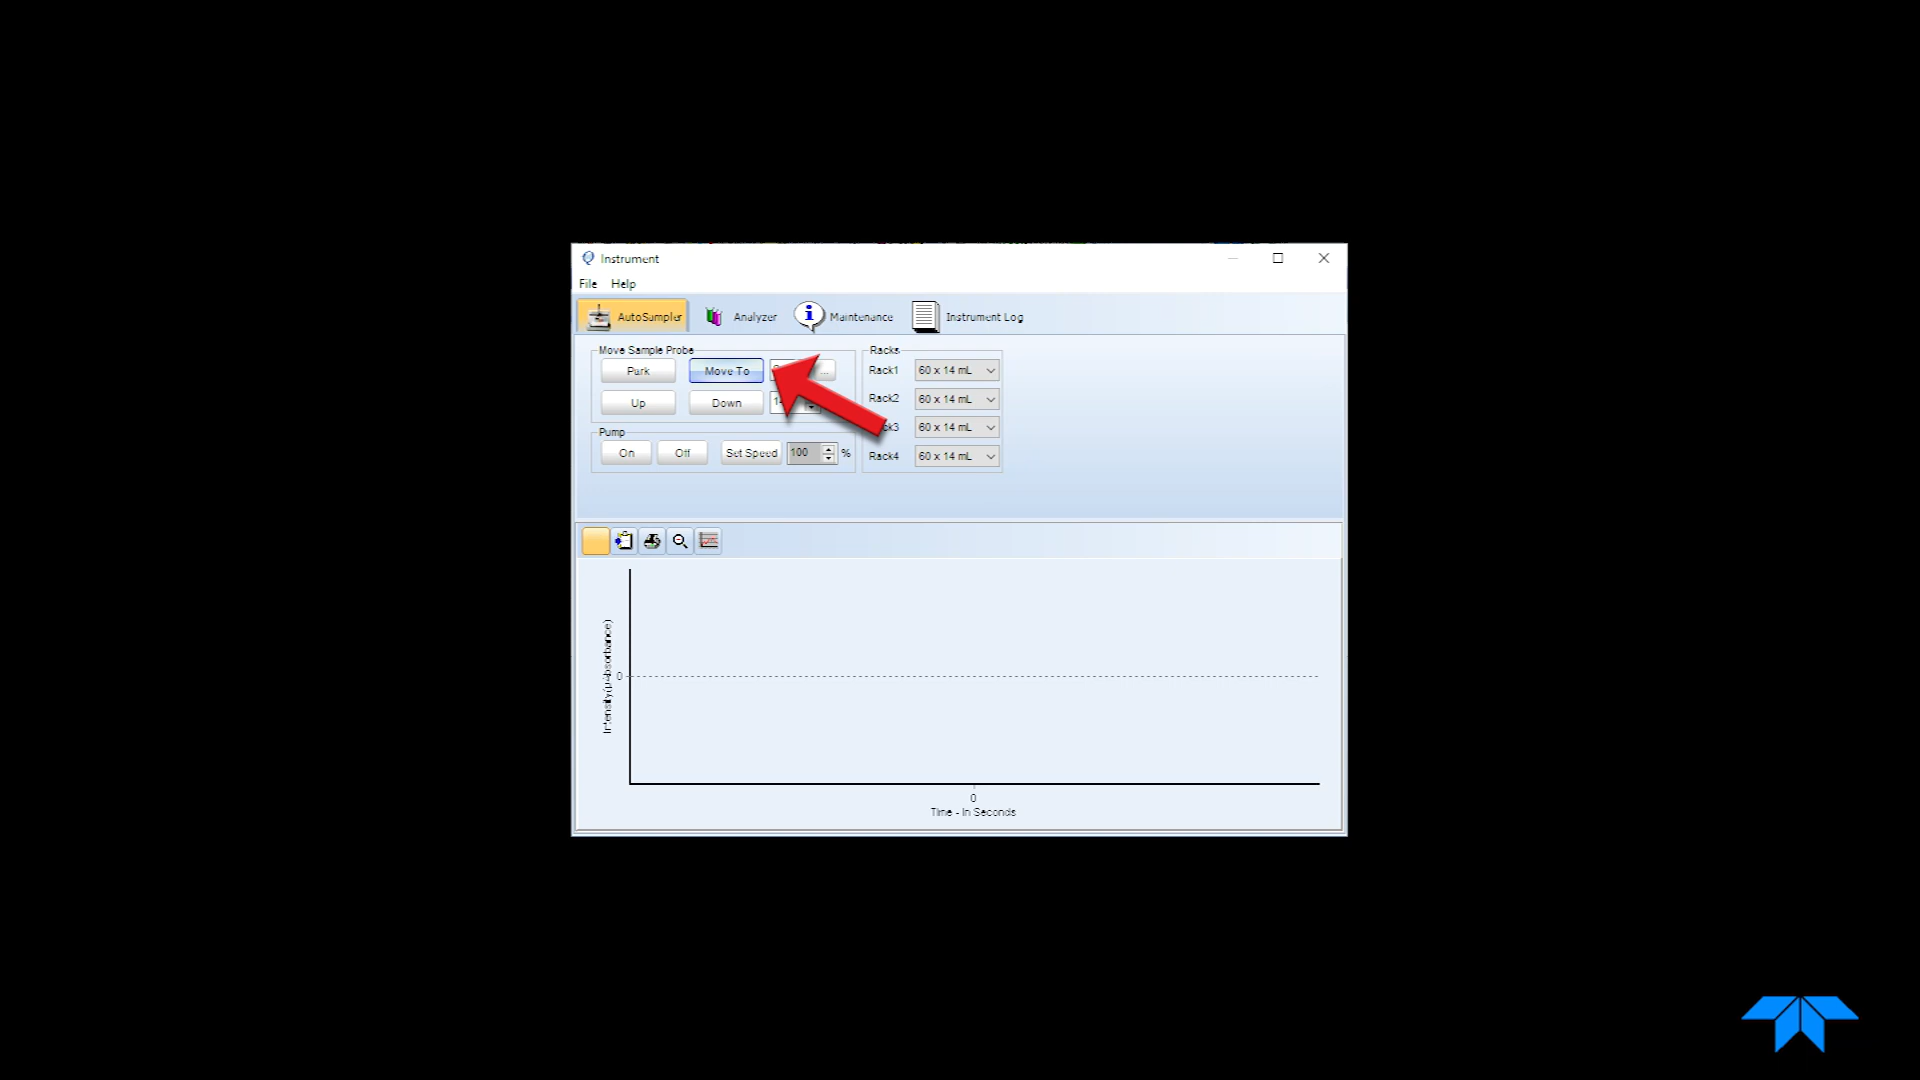 Instrument
File Help
AutoSampler Analyzer Maintenance Instrument Log
Move Sample Probe
Park Move To ...
Up Down
Pump
On Off Set Speed 100 %
Racks
Rack1 60 x 14 mL
Rack2 60 x 14 mL
60 x 14 mL
Rack4 60 x 14 mL
Intensity(µAbsorbance)
0
0
Time - In Seconds